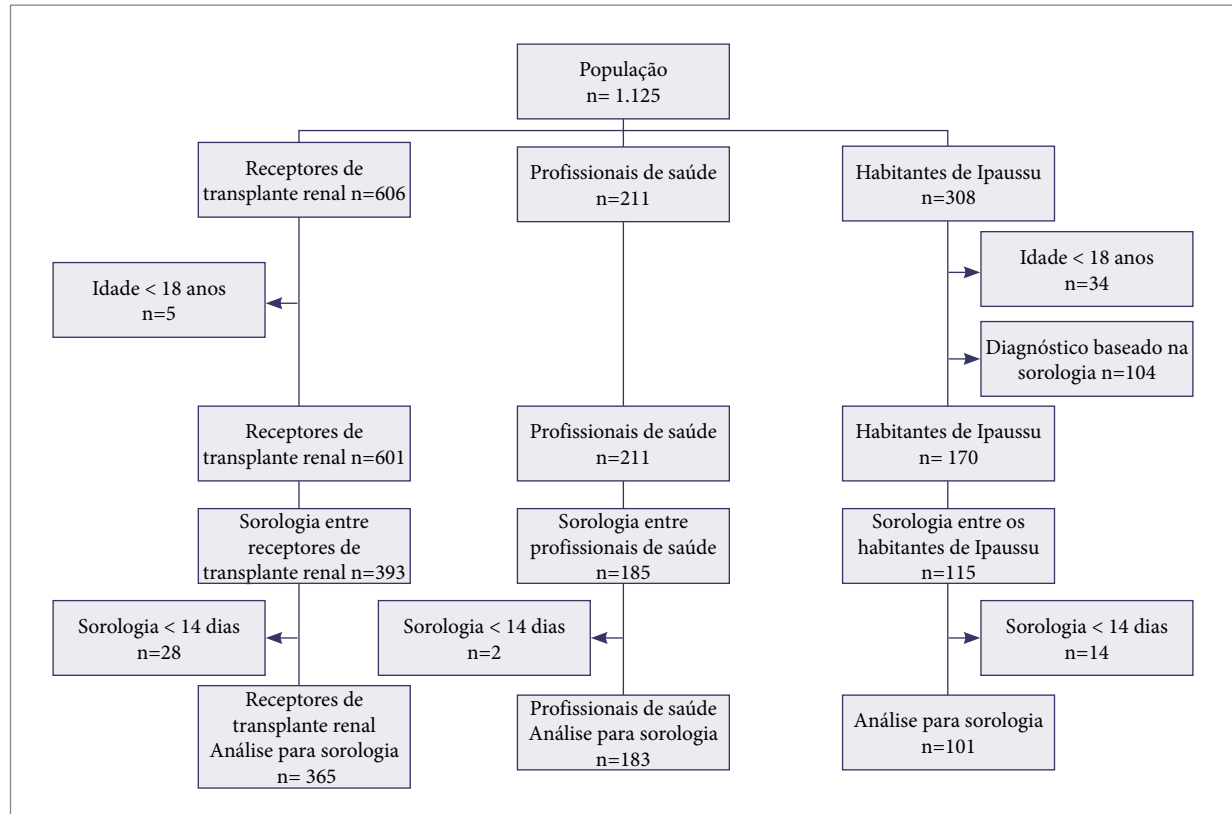 População
n= 1.125
Receptores de
transplante renal n=606
Profissionais de saúde
n=211
Habitantes de Ipaussu
n=308
Idade < 18 anos
n=5
Idade < 18 anos
n=34
Diagnóstico baseado na
sorologia n=104
Receptores de
transplante renal n=601
Profissionais de saúde
n=211
Habitantes de Ipaussu
n= 170
Sorologia entre
receptores de
transplante renal n=393
Sorologia entre
profissionais de saúde
n=185
Sorologia entre os
habitantes de Ipaussu
n=115
Sorologia < 14 dias
n=28
Sorologia < 14 dias
n=2
Sorologia < 14 dias
n=14
Receptores de
transplante renal
Análise para sorologia
n= 365
Profissionais de saúde
Análise para sorologia
n=183
Análise para sorologia
n=101